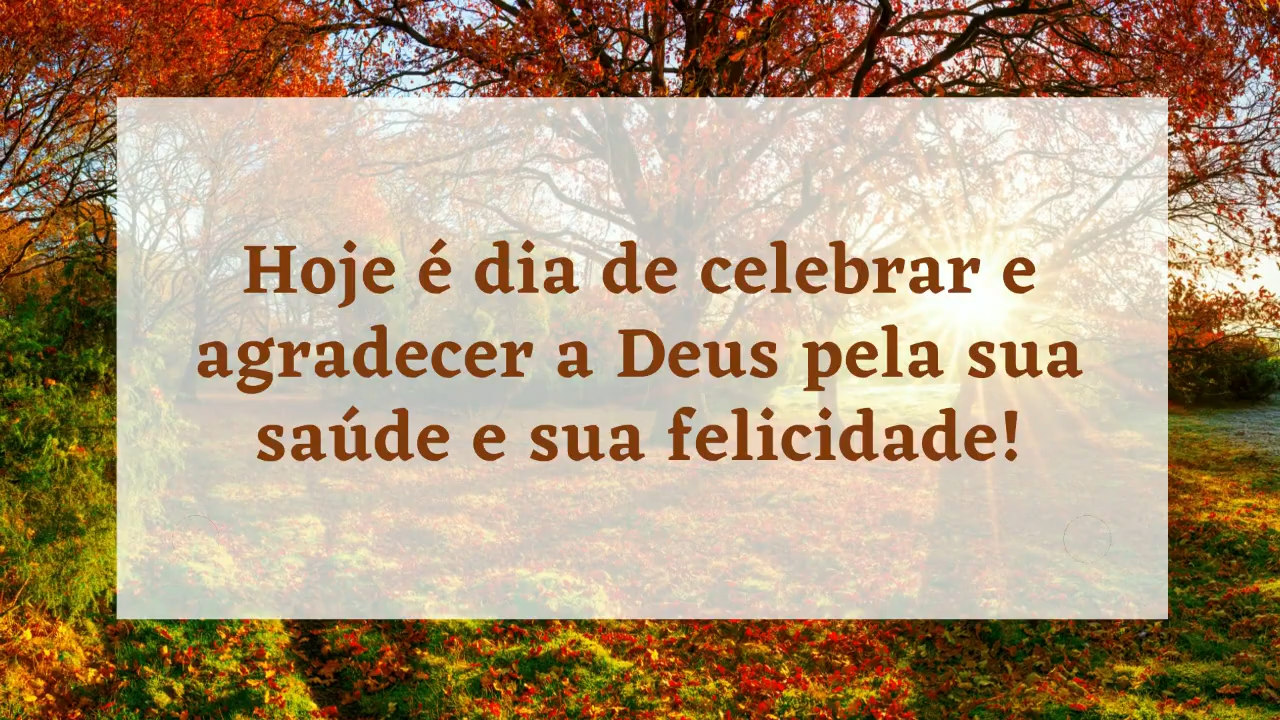 Hoje é dia de celebrar e
agradecer a Deus pela sua
saúde e sua felicidade!